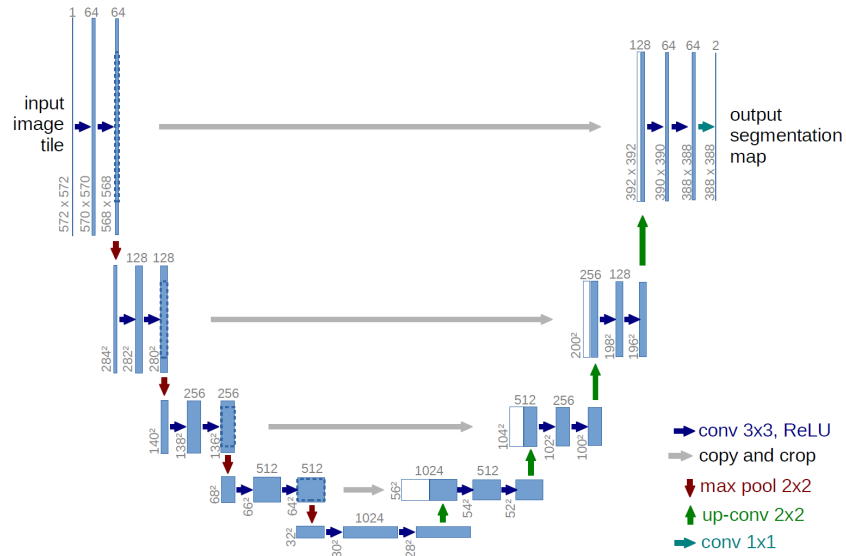 1 64 64
input
image
tile
572 x 572
570 x 570
568 x 568
128 64 64 2
output
segmentation
map
392 x 392
390 x 390
388 x 388
388 x 388
128 128
284²
282²
280²
256 128
200²
198²
196²
256 256
140²
138²
136²
512 256
104²
102²
100²
512 512
68²
66²
64²
1024 512
56²
54²
52²
1024
32²
30²
28²
conv 3x3, ReLU
copy and crop
max pool 2x2
up-conv 2x2
conv 1x1